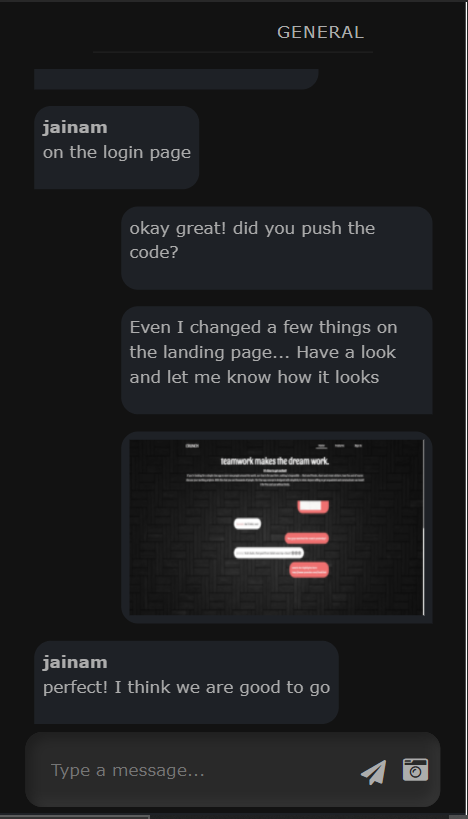 GENERAL
jainam
on the login page
okay great! did you push the
code?
Even I changed a few things on
the landing page... Have a look
and let me know how it looks
teamwork makes the dream work.
jainam
perfect! I think we are good to go
Type a message...